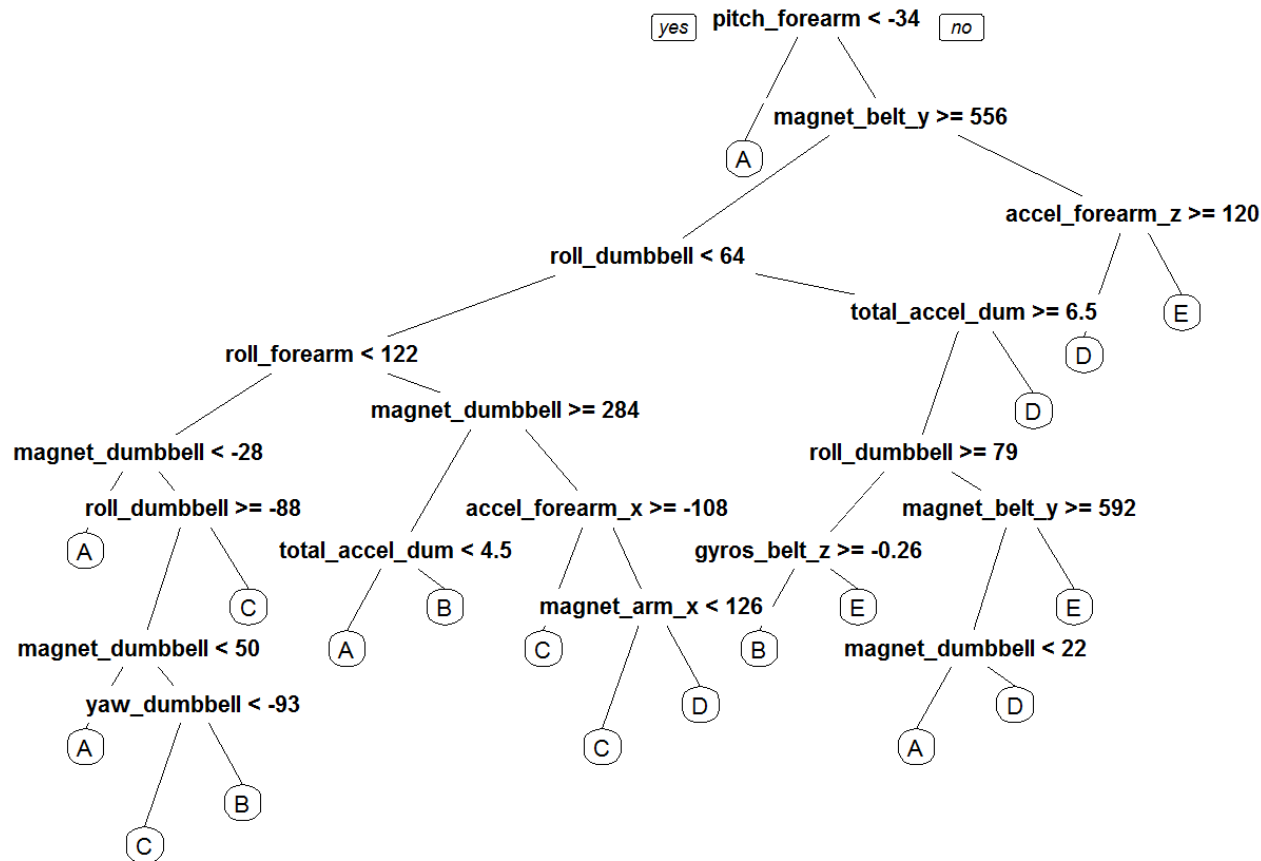 yes pitch_forearm < -34 no
magnet_belt_y >= 556
A
accel_forearm_z >= 120
roll_dumbbell < 64
total_accel_dum >= 6.5
E
roll_forearm < 122
D
magnet_dumbbell >= 284
D
magnet_dumbbell < -28
roll_dumbbell >= 79
roll_dumbbell >= -88
accel_forearm_x >= -108
magnet_belt_y >= 592
A
total_accel_dum < 4.5
gyros_belt_z >= -0.26
C
B
magnet_arm_x < 126
E
E
magnet_dumbbell < 50
A
C
B
magnet_dumbbell < 22
yaw_dumbbell < -93
D
D
A
C
A
B
C